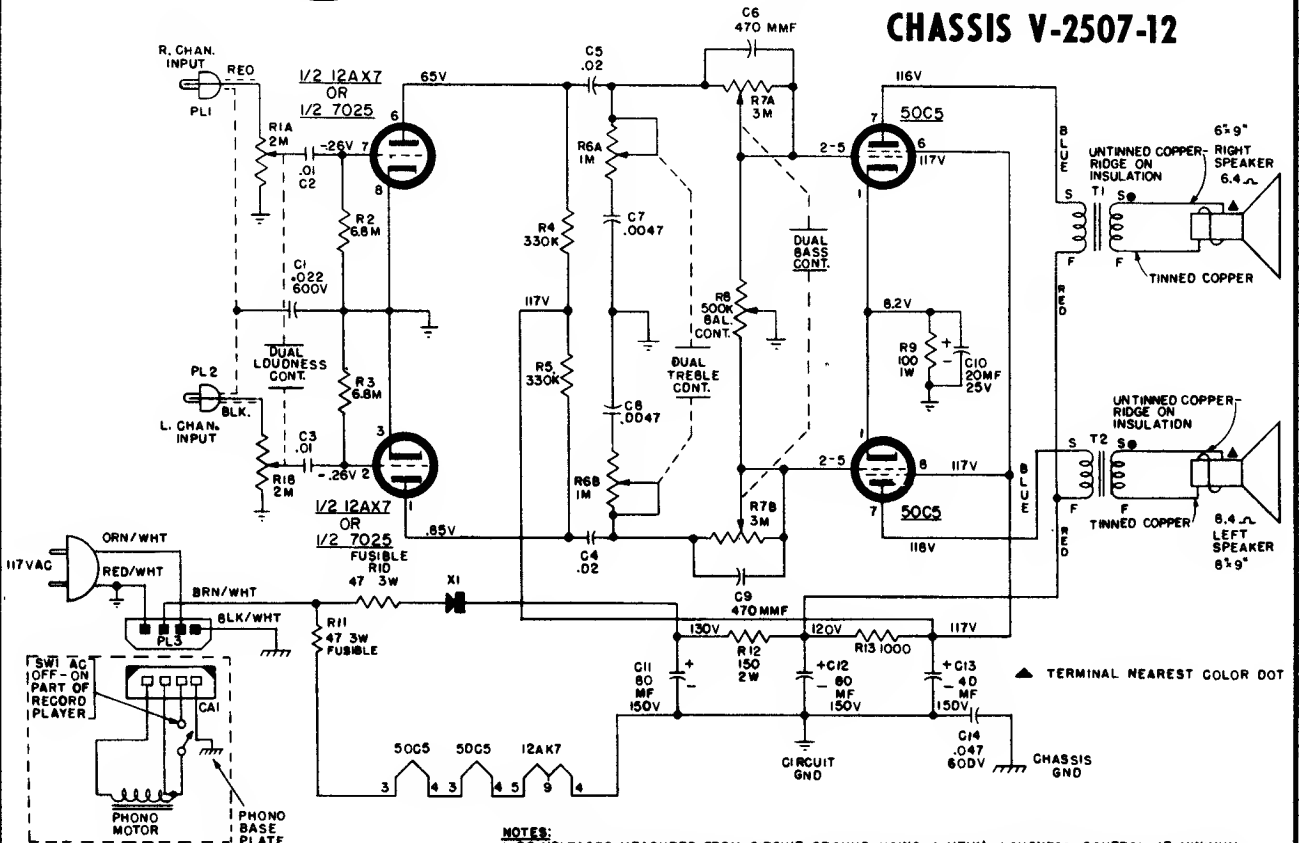 CHASSIS V-2507-12
C6
470 MMF
R. CHAN.
INPUT
RED
PL1
1/2 12AX7
OR
1/2 7025
65V
C5
.02
116V
50C5
R1A
2M
-.26V
7
6
8
.01
C2
R7A
3M
R6A
1M
2-5
7
6
117V
1
BLUE
UNTINNED COPPER-
RIDGE ON
INSULATION
6"x9"
RIGHT
SPEAKER
6.4 Ω
S
T1
S
F
F
TINNED COPPER
RED
R2
6.8M
R4
330K
C7
.0047
DUAL
BASS
CONT.
C1
.022
600V
117V
R8
500K
BAL.
CONT.
8.2V
R9
100
1W
+
-
C10
20MF
25V
DUAL
LOUDNESS
CONT.
R3
6.8M
R5
330K
DUAL
TREBLE
CONT.
C8
.0047
PL2
BLK.
L. CHAN.
INPUT
C3
.01
R1B
2M
-.26V
2
3
1
1/2 12AX7
OR
1/2 7025
.85V
R6B
1M
C4
.02
R7B
3M
C9
470MMF
2-5
1
8
117V
7
50C5
118V
BLUE
UNTINNED COPPER-
RIDGE ON
INSULATION
S
T2
S
F
F
TINNED COPPER
RED
8.4 Ω
LEFT
SPEAKER
8"x9"
117VAC
ORN/WHT
RED/WHT
BRN/WHT
BLK/WHT
PL3
FUSIBLE
R10
47 3W
X1
R11
47 3W
FUSIBLE
130V
R12
150
2W
120V
R13 1000
117V
C11
80
MF
150V
+
-
+C12
-
80
MF
150V
+C13
-
40
MF
150V
C14
.047
60DV
CIRCUIT
GND
CHASSIS
GND
▲ TERMINAL NEAREST COLOR DOT
SW1 AC
OFF-ON
PART OF
RECORD
PLAYER
CA1
PHONO
MOTOR
PHONO
BASE
PLATE
50C5
50C5
12AK7
3
4
3
4
5
9
4
NOTES: